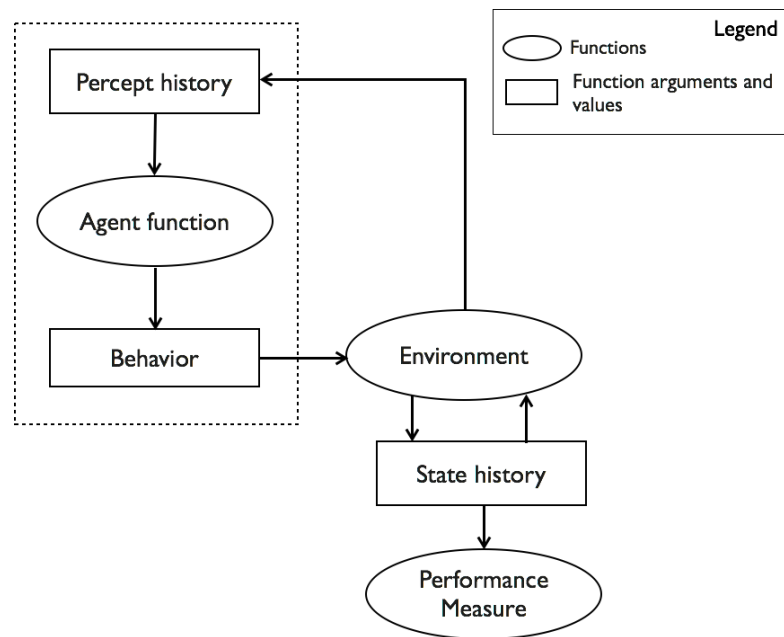 Legend
Functions
Function arguments and
values
Percept history
Agent function
Behavior
Environment
State history
Performance
Measure